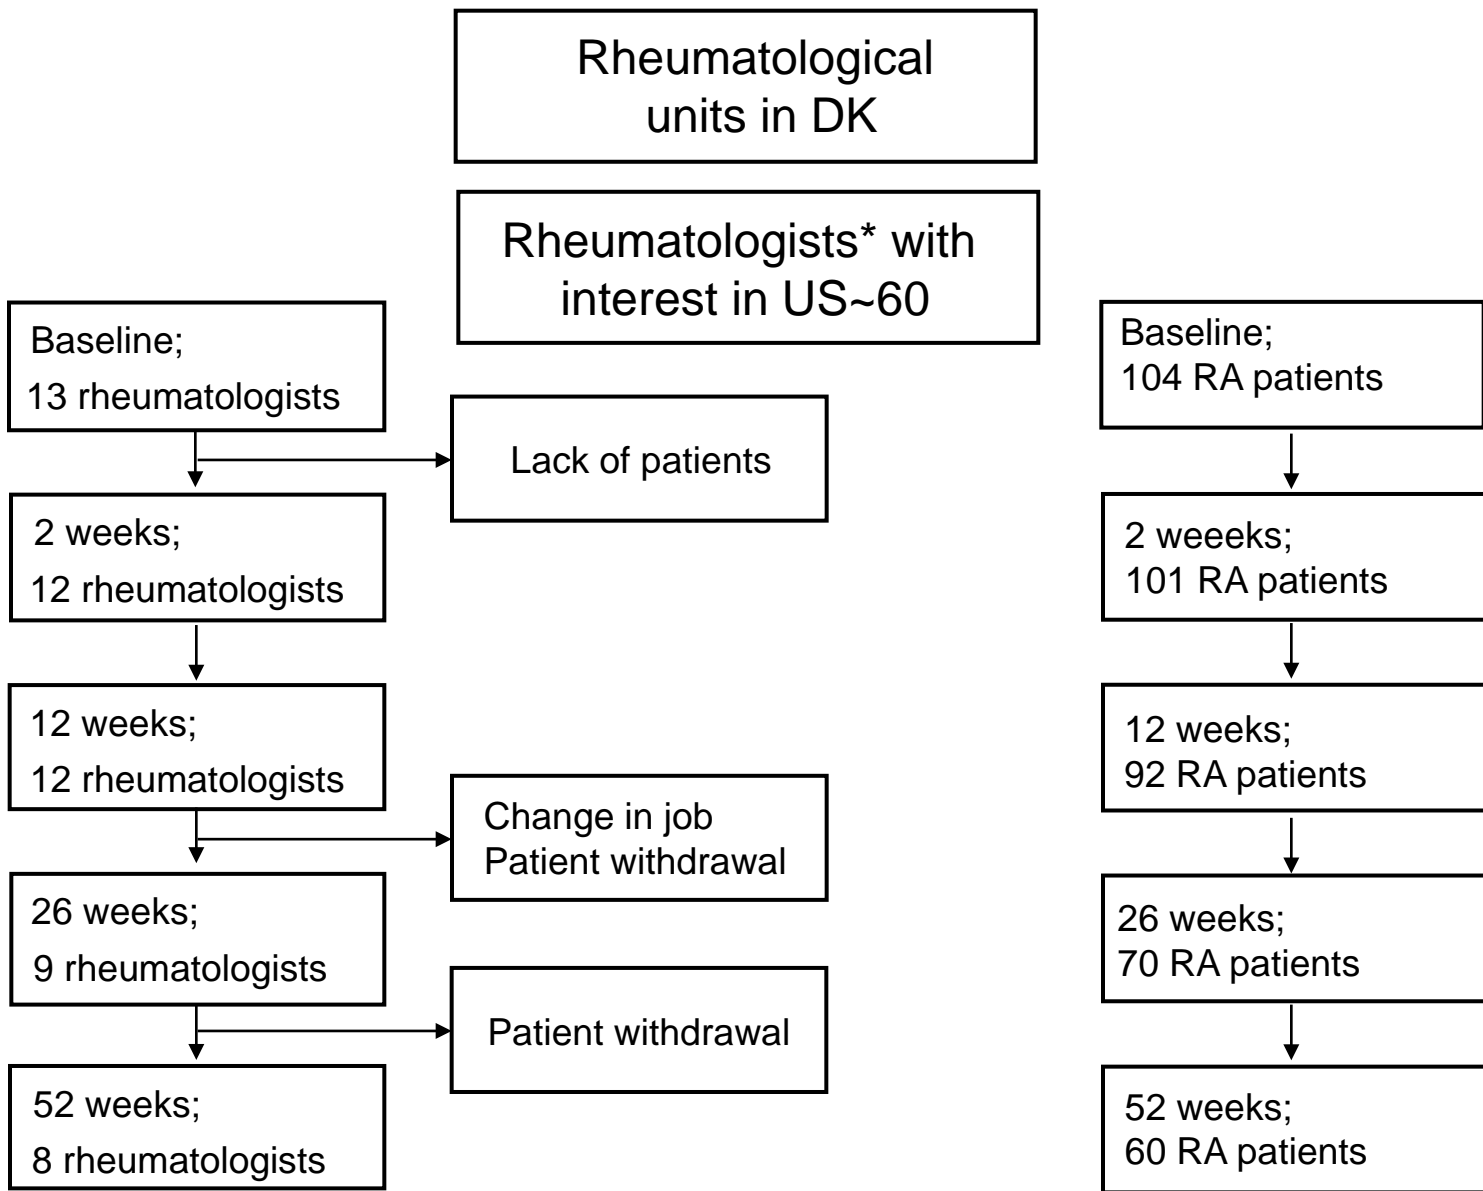 Rheumatological
units in DK
Rheumatologists* with
interest in US~60
Baseline;
13 rheumatologists
Lack of patients
2 weeks;
12 rheumatologists
12 weeks;
12 rheumatologists
Change in job
Patient withdrawal
26 weeks;
9 rheumatologists
Patient withdrawal
52 weeks;
8 rheumatologists
Baseline;
104 RA patients
2 weeeks;
101 RA patients
12 weeks;
92 RA patients
26 weeks;
70 RA patients
52 weeks;
60 RA patients